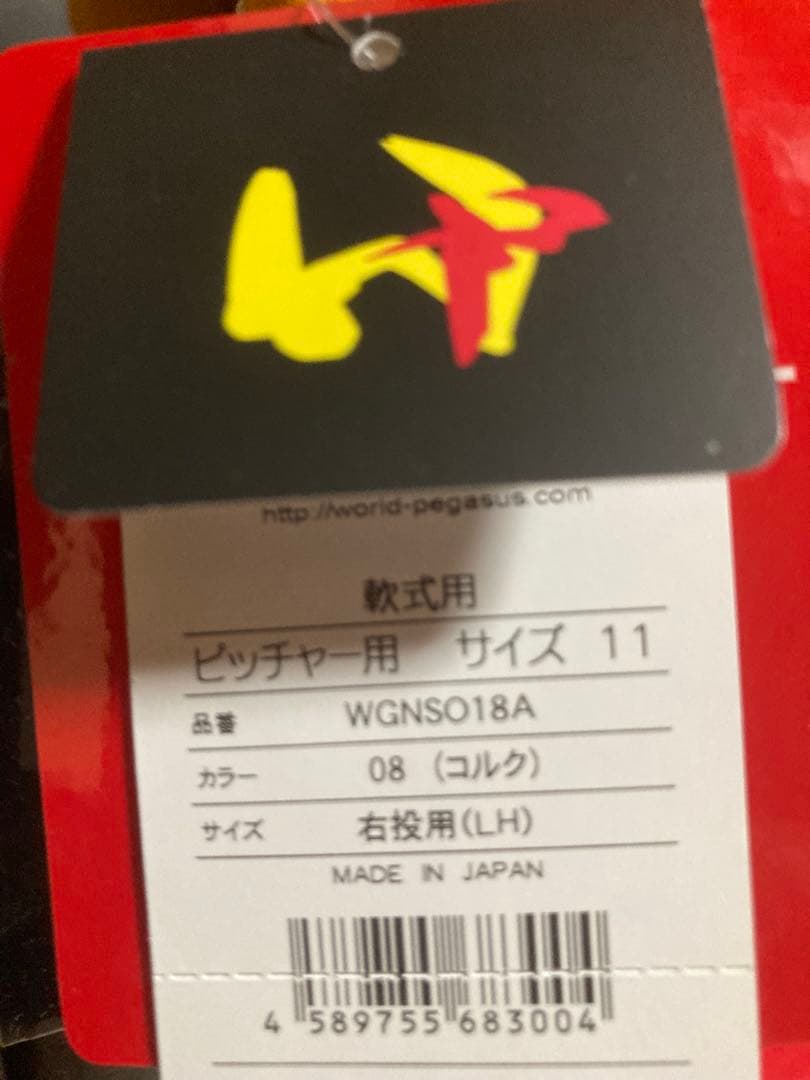 http://world-pegasus.com
軟式用
ピッチャー用 サイズ 11
品番 WGNSO18A
カラー 08 (コルク)
サイズ 右投用(LH)
MADE IN JAPAN
4 589755 683004